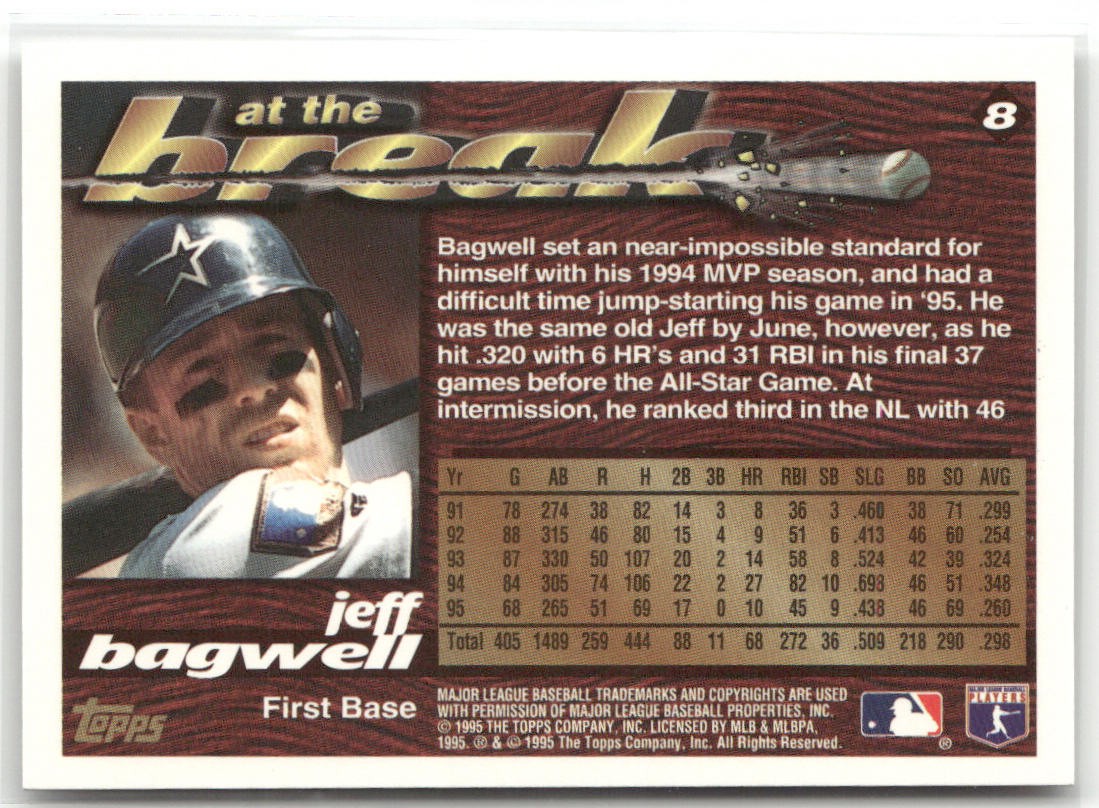 at the
break
8
Bagwell set an near-impossible standard for
himself with his 1994 MVP season, and had a
difficult time jump-starting his game in ‘95. He
was the same old Jeff by June, however, as he
hit .320 with 6 HR's and 31 RBI in his final 37
games before the All-Star Game. At
intermission, he ranked third in the NL with 46
Yr G AB R H 2B 3B HR RBI SB SLG BB SO AVG
91 78 274 38 82 14 3 8 36 3 .460 38 71 .299
92 88 315 46 80 15 4 9 51 6 .413 46 60 .254
93 87 330 50 107 20 2 14 58 8 .524 42 39 .324
94 84 305 74 106 22 2 27 82 10 .698 46 51 .348
95 68 265 51 69 17 0 10 45 9 .438 46 69 .260
Total 405 1489 259 444 88 11 68 272 36 .509 218 290 .298
jeff
bagwell
First Base
Topps
MAJOR LEAGUE BASEBALL TRADEMARKS AND COPYRIGHTS ARE USED
WITH PERMISSION OF MAJOR LEAGUE BASEBALL PROPERTIES, INC.
© 1995 THE TOPPS COMPANY, INC. LICENSED BY MLB & MLBPA,
1995. ® & © 1995 The Topps Company, Inc. All Rights Reserved.
®
MAJOR LEAGUE BASEBALL
PLAYERS